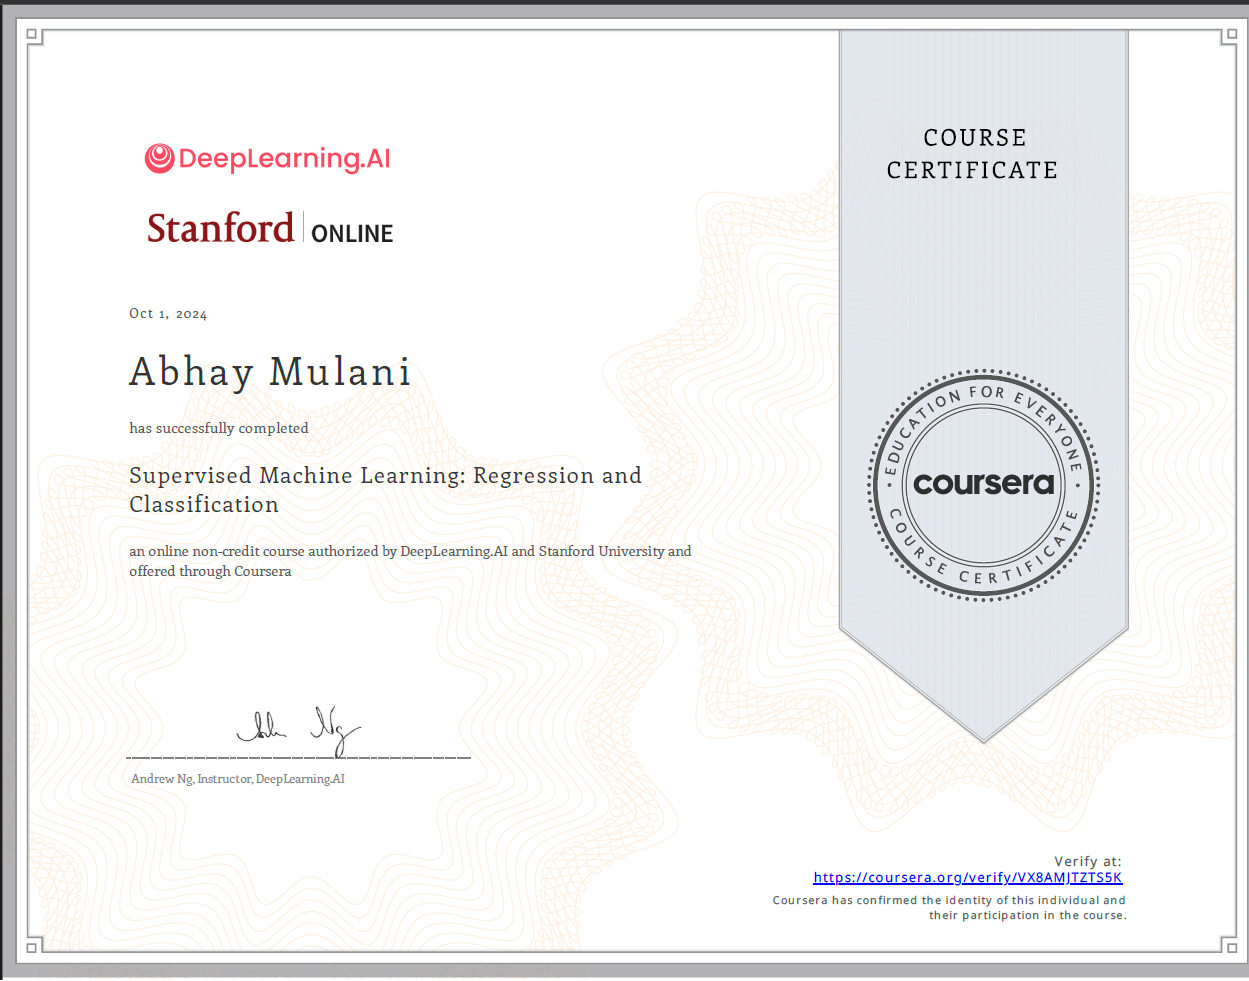 DeepLearning.AI
Stanford ONLINE
Oct 1, 2024
Abhay Mulani
has successfully completed
Supervised Machine Learning: Regression and
Classification
an online non-credit course authorized by DeepLearning.AI and Stanford University and
offered through Coursera
Andrew Ng, Instructor, DeepLearning.AI
COURSE
CERTIFICATE
EDUCATION FOR EVERYONE
coursera
COURSE CERTIFICATE
Verify at:
https://coursera.org/verify/VX8AMJTZTS5K
Coursera has confirmed the identity of this individual and
their participation in the course.